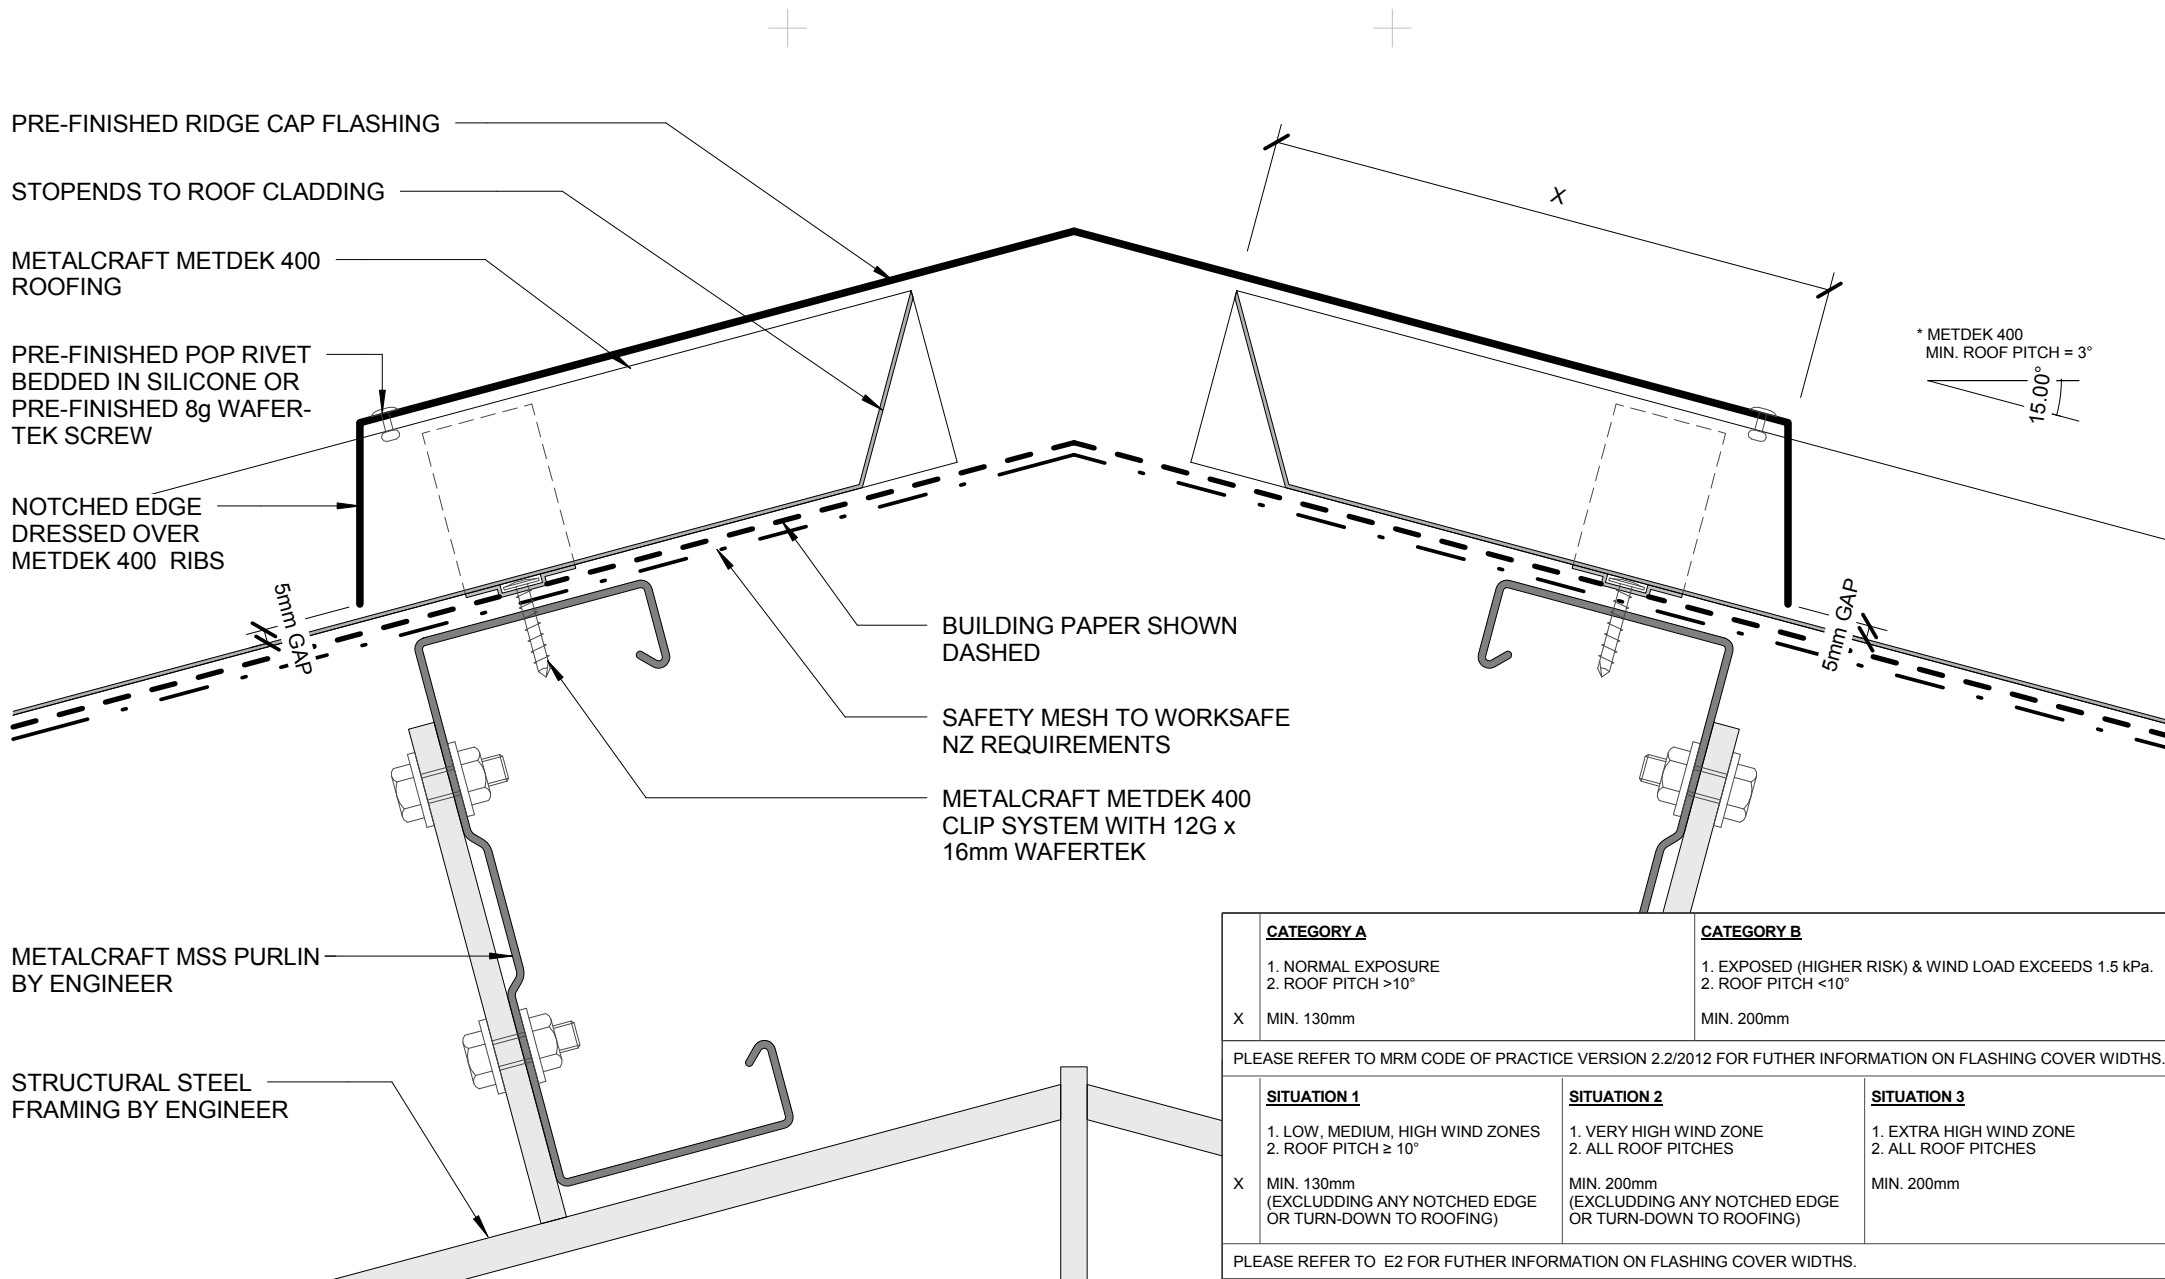 PRE-FINISHED RIDGE CAP FLASHING
STOPENDS TO ROOF CLADDING
METALCRAFT METDEK 400
ROOFING
PRE-FINISHED POP RIVET
BEDDED IN SILICONE OR
PRE-FINISHED 8g WAFER-
TEK SCREW
NOTCHED EDGE
DRESSED OVER
METDEK 400 RIBS
5mm GAP
METALCRAFT MSS PURLIN
BY ENGINEER
STRUCTURAL STEEL
FRAMING BY ENGINEER
BUILDING PAPER SHOWN
DASHED
SAFETY MESH TO WORKSAFE
NZ REQUIREMENTS
METALCRAFT METDEK 400
CLIP SYSTEM WITH 12G x
16mm WAFERTEK
X
* METDEK 400
MIN. ROOF PITCH = 3°
15.00°
5mm GAP
CATEGORY A
1. NORMAL EXPOSURE
2. ROOF PITCH >10°
X MIN. 130mm
CATEGORY B
1. EXPOSED (HIGHER RISK) & WIND LOAD EXCEEDS 1.5 kPa.
2. ROOF PITCH <10°
MIN. 200mm
PLEASE REFER TO MRM CODE OF PRACTICE VERSION 2.2/2012 FOR FUTHER INFORMATION ON FLASHING COVER WIDTHS.
SITUATION 1
1. LOW, MEDIUM, HIGH WIND ZONES
2. ROOF PITCH ≥ 10°
X MIN. 130mm
(EXCLUDDING ANY NOTCHED EDGE
OR TURN-DOWN TO ROOFING)
SITUATION 2
1. VERY HIGH WIND ZONE
2. ALL ROOF PITCHES
MIN. 200mm
(EXCLUDDING ANY NOTCHED EDGE
OR TURN-DOWN TO ROOFING)
SITUATION 3
1. EXTRA HIGH WIND ZONE
2. ALL ROOF PITCHES
MIN. 200mm
PLEASE REFER TO E2 FOR FUTHER INFORMATION ON FLASHING COVER WIDTHS.